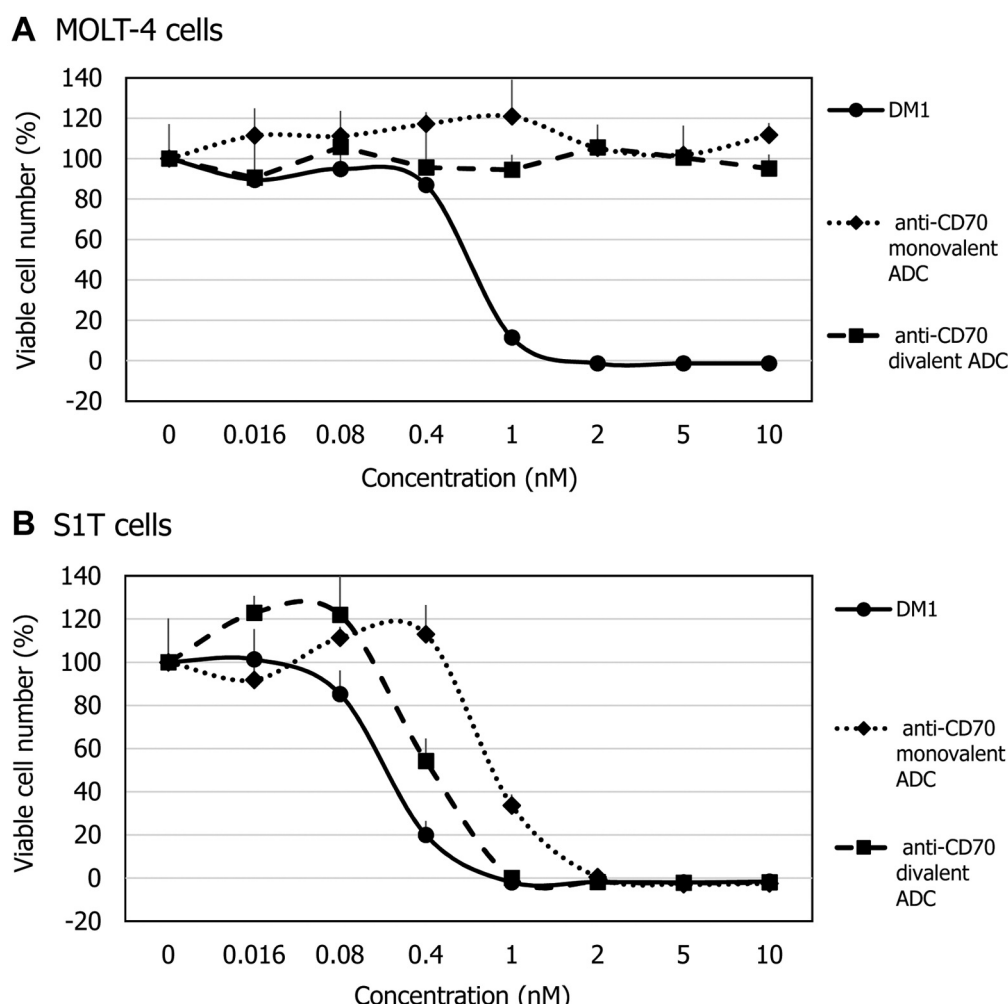 A MOLT-4 cells
Viable cell number (%)
140
120
100
80
60
40
20
0
-20
0 0.016 0.08 0.4 1 2 5 10
Concentration (nM)
DM1
anti-CD70
monovalent
ADC
anti-CD70
divalent ADC
B S1T cells
Viable cell number (%)
140
120
100
80
60
40
20
0
-20
0 0.016 0.08 0.4 1 2 5 10
Concentration (nM)
DM1
anti-CD70
monovalent
ADC
anti-CD70
divalent
ADC